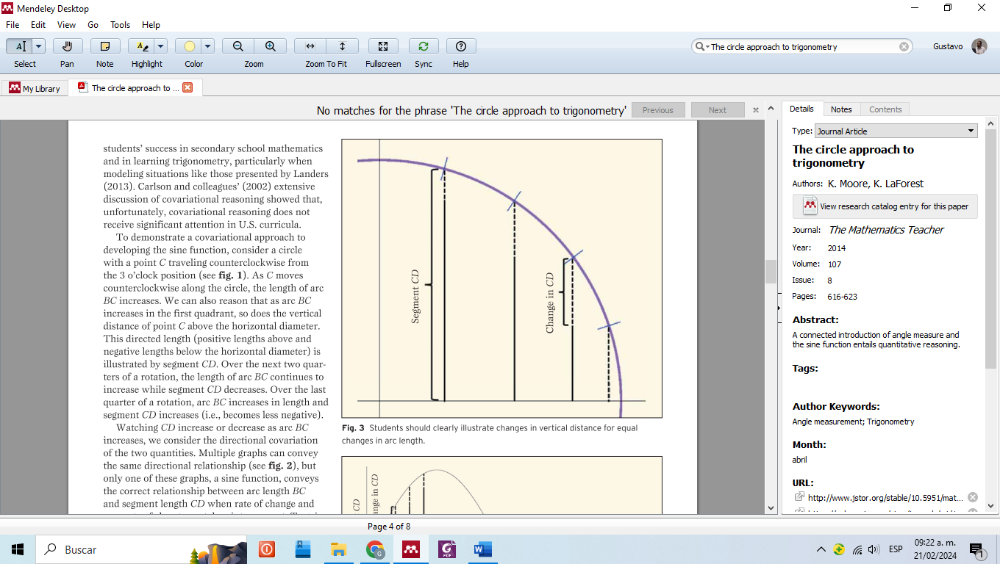 Mendeley Desktop
File Edit View Go Tools Help
Select Pan Note Highlight Color Zoom Zoom To Fit Fullscreen Sync Help
The circle approach to trigonometry
Gustavo
My Library
The circle approach to ...
No matches for the phrase 'The circle approach to trigonometry'
Previous
Next
students' success in secondary school mathematics
and in learning trigonometry, particularly when
modeling situations like those presented by Landers
(2013). Carlson and colleagues' (2002) extensive
discussion of covariational reasoning showed that,
unfortunately, covariational reasoning does not
receive significant attention in U.S. curricula.
To demonstrate a covariational approach to
developing the sine function, consider a circle
with a point C traveling counterclockwise from
the 3 o'clock position (see fig. 1). As C moves
counterclockwise along the circle, the length of arc
BC increases. We can also reason that as arc BC
increases in the first quadrant, so does the vertical
distance of point C above the horizontal diameter.
This directed length (positive lengths above and
negative lengths below the horizontal diameter) is
illustrated by segment CD. Over the next two quar-
ters of a rotation, the length of arc BC continues to
increase while segment CD decreases. Over the last
quarter of a rotation, arc BC increases in length and
segment CD increases (i.e., becomes less negative).
Watching CD increase or decrease as arc BC
increases, we consider the directional covariation
of the two quantities. Multiple graphs can convey
the same directional relationship (see fig. 2), but
only one of these graphs, a sine function, conveys
the correct relationship between arc length BC
and segment length CD when rate of change and
Segment CD
Change in CD
Fig. 3 Students should clearly illustrate changes in vertical distance for equal
changes in arc length.
CD
nge in CD
Details
Notes
Contents
Type: Journal Article
The circle approach to
trigonometry
Authors: K. Moore, K. LaForest
View research catalog entry for this paper
Journal: The Mathematics Teacher
Year: 2014
Volume: 107
Issue: 8
Pages: 616-623
Abstract:
A connected introduction of angle measure and
the sine function entails quantitative reasoning.
Tags:
Author Keywords:
Angle measurement; Trigonometry
Month:
abril
URL:
http://www.jstor.org/stable/10.5951/mat...
Page 4 of 8
Buscar
ESP
09:22 a. m.
21/02/2024
1